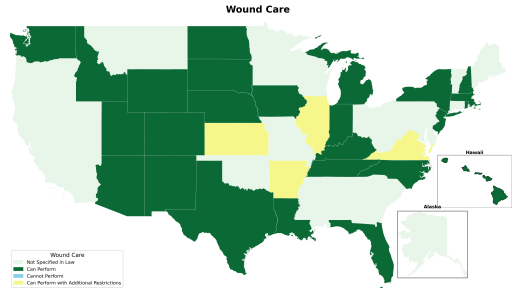 Wound Care
Hawaii
Alaska
Wound Care
Not Specified in Law
Can Perform
Cannot Perform
Can Perform with Additional Restrictions